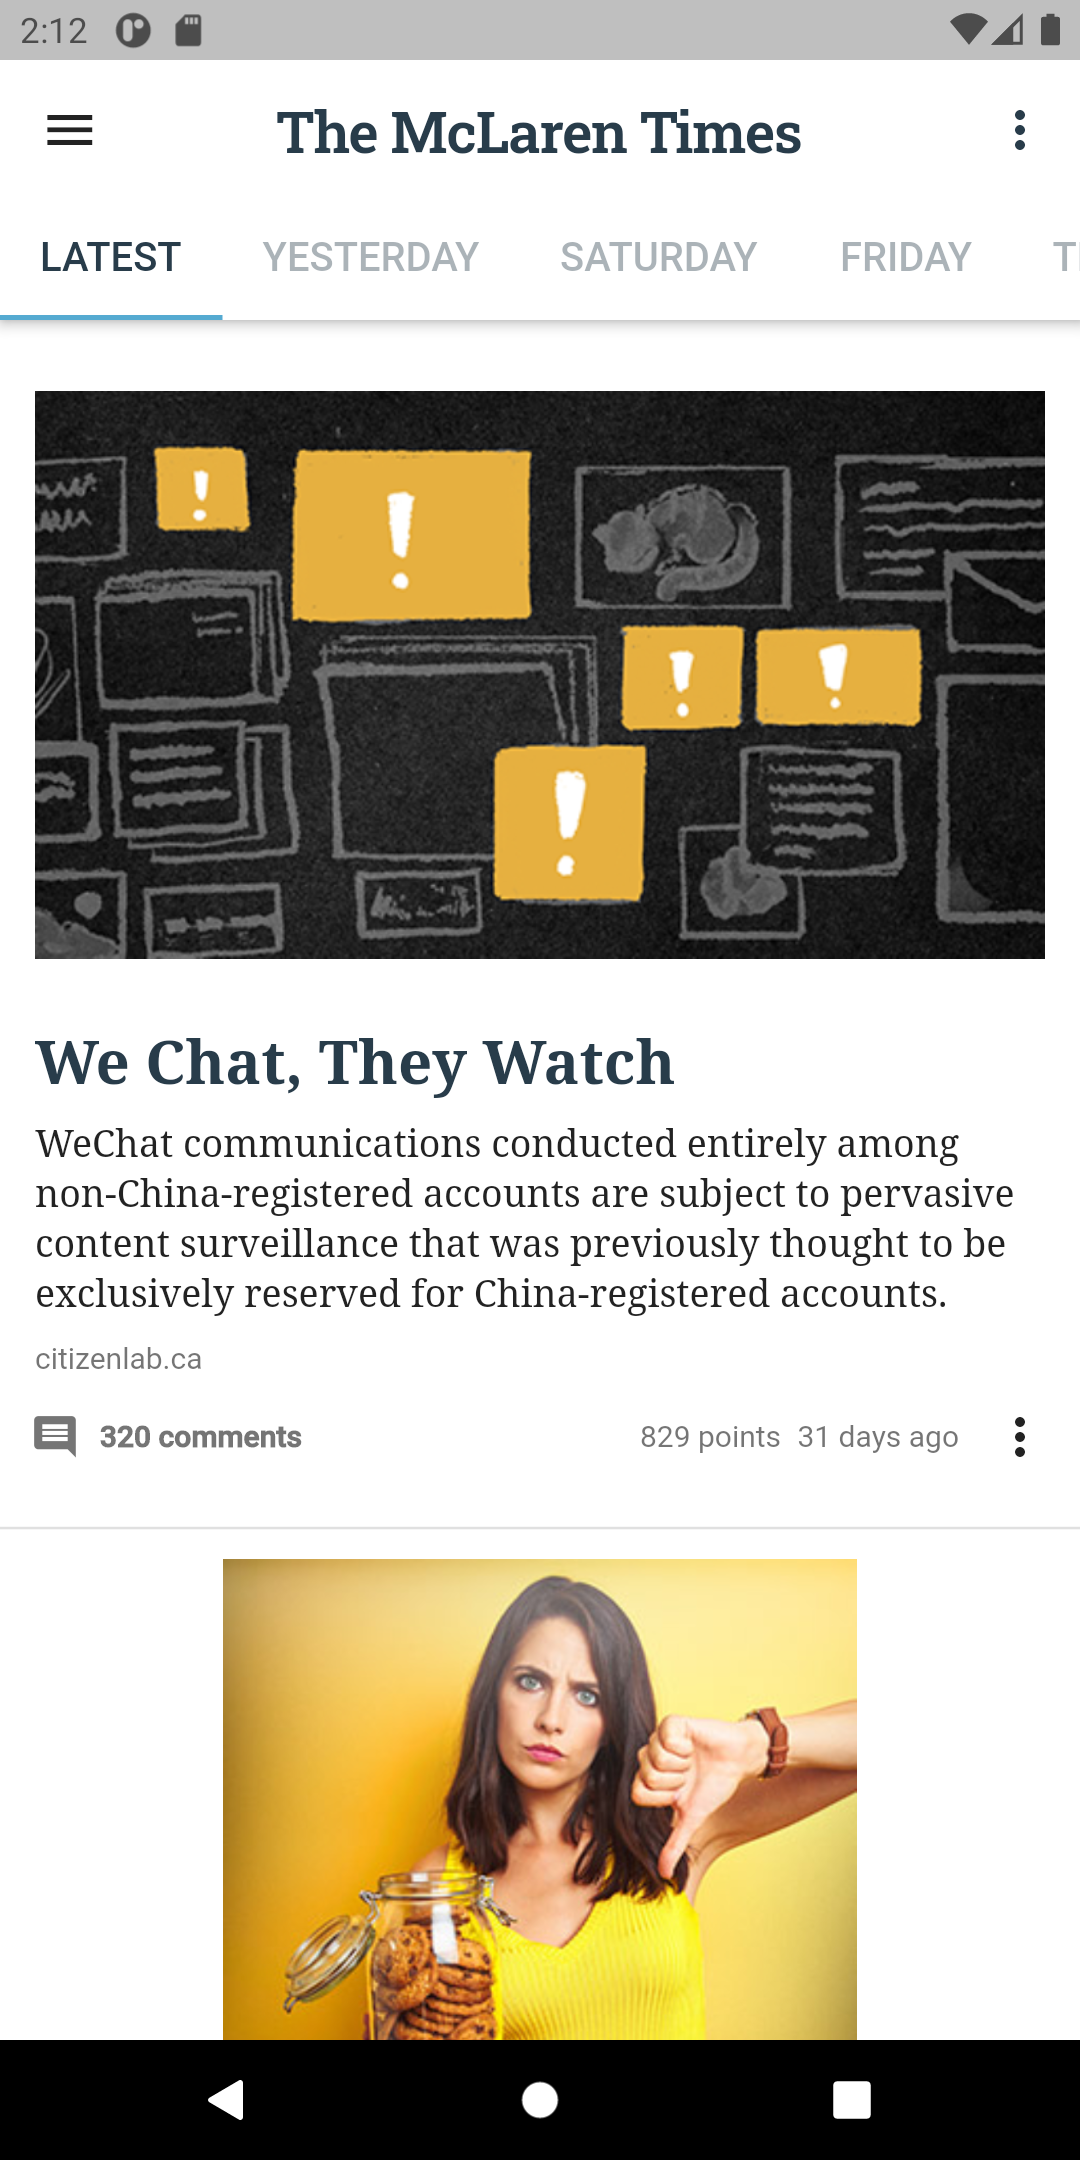 2:12
The McLaren Times
LATEST YESTERDAY SATURDAY FRIDAY
We Chat, They Watch
WeChat communications conducted entirely among
non-China-registered accounts are subject to pervasive
content surveillance that was previously thought to be
exclusively reserved for China-registered accounts.
citizenlab.ca
320 comments 829 points 31 days ago